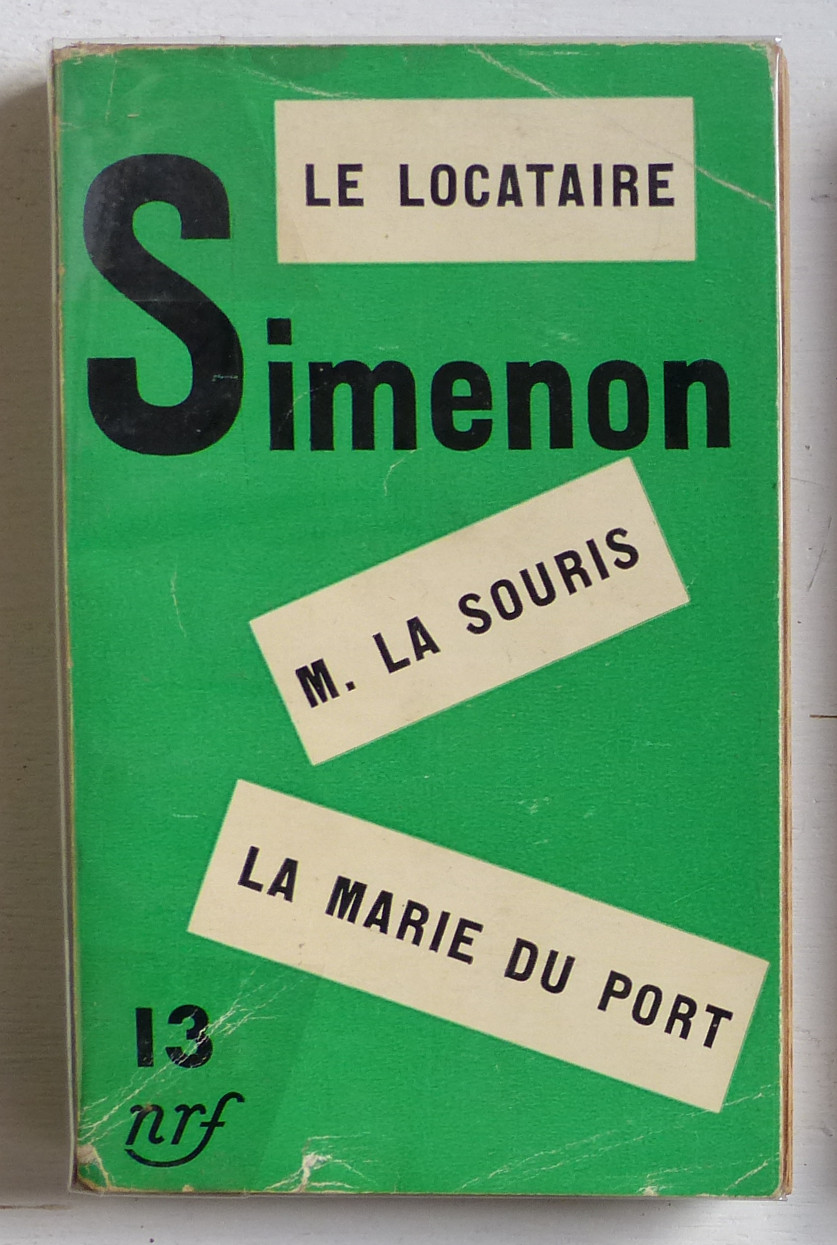 LE LOCATAIRE
Simenon
M. LA SOURIS
LA MARIE DU PORT
13
nrf